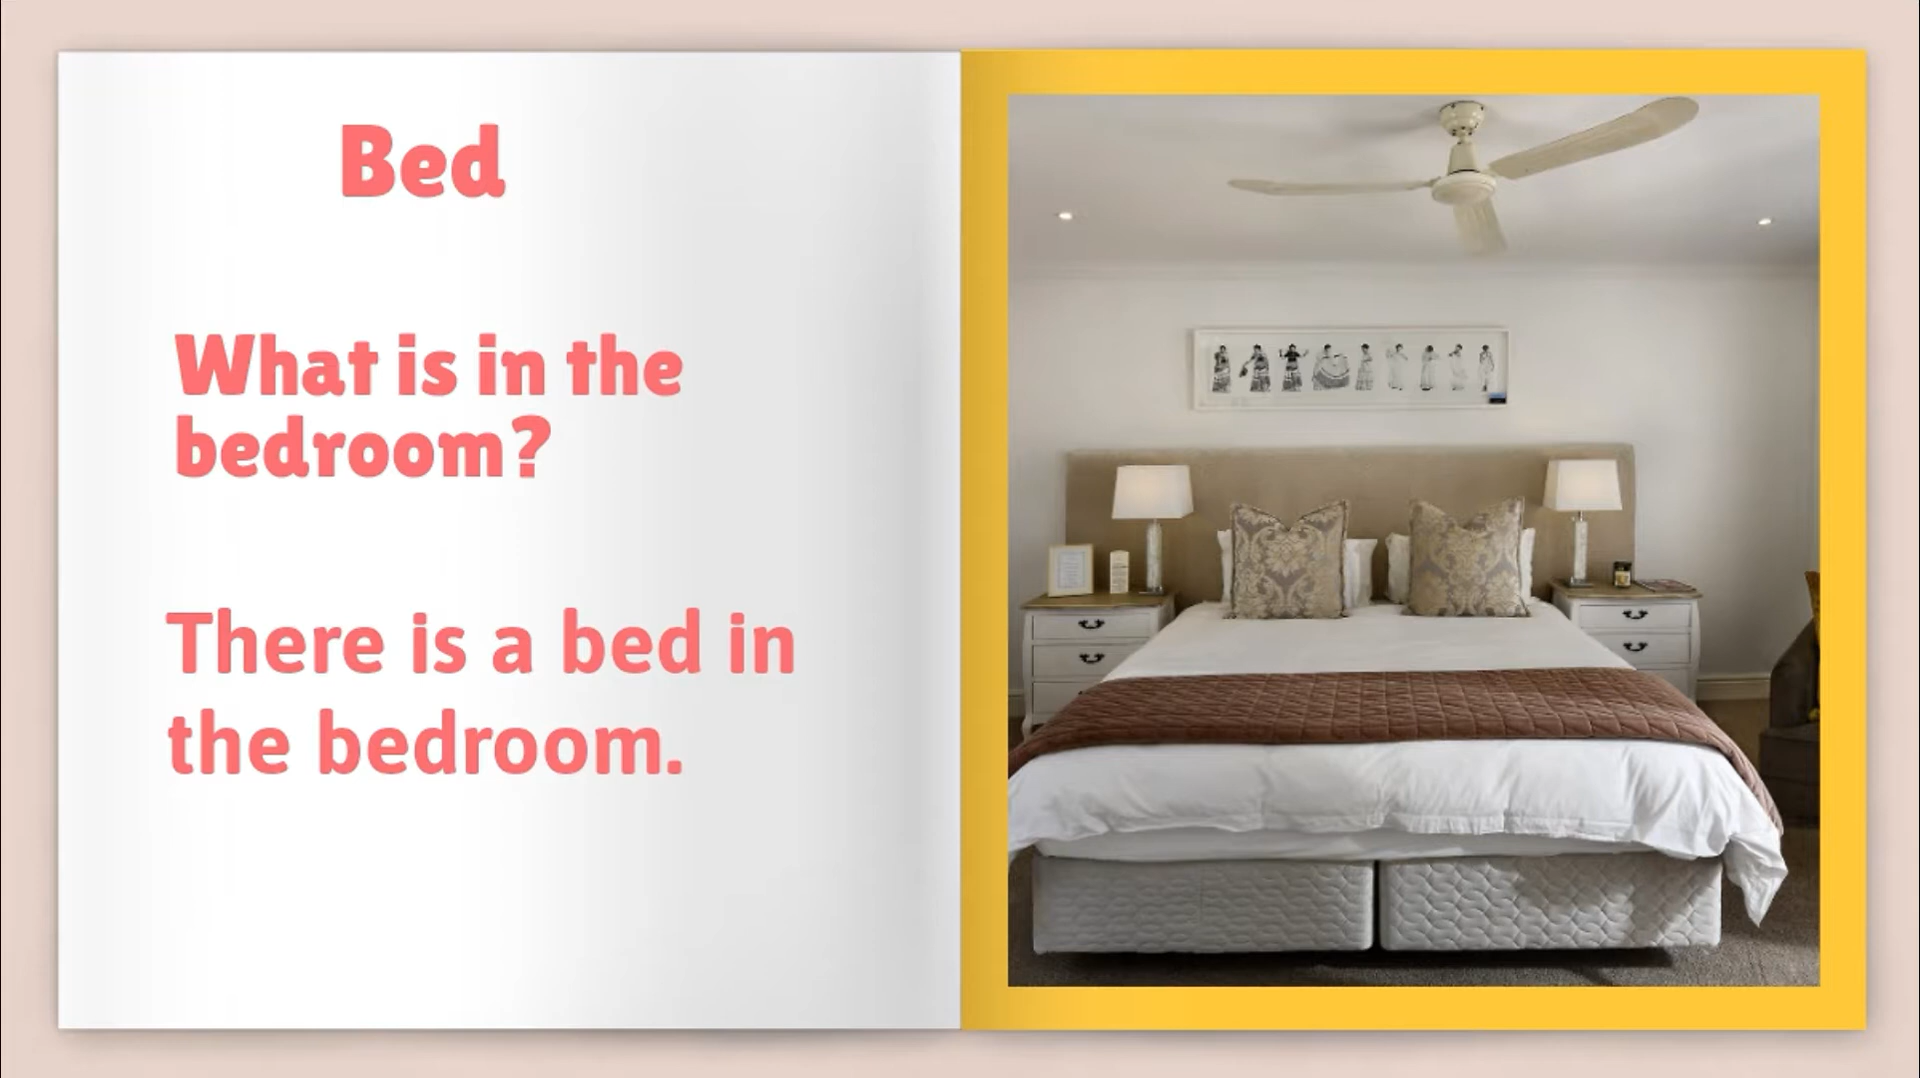 Bed
What is in the
bedroom?
There is a bed in
the bedroom.